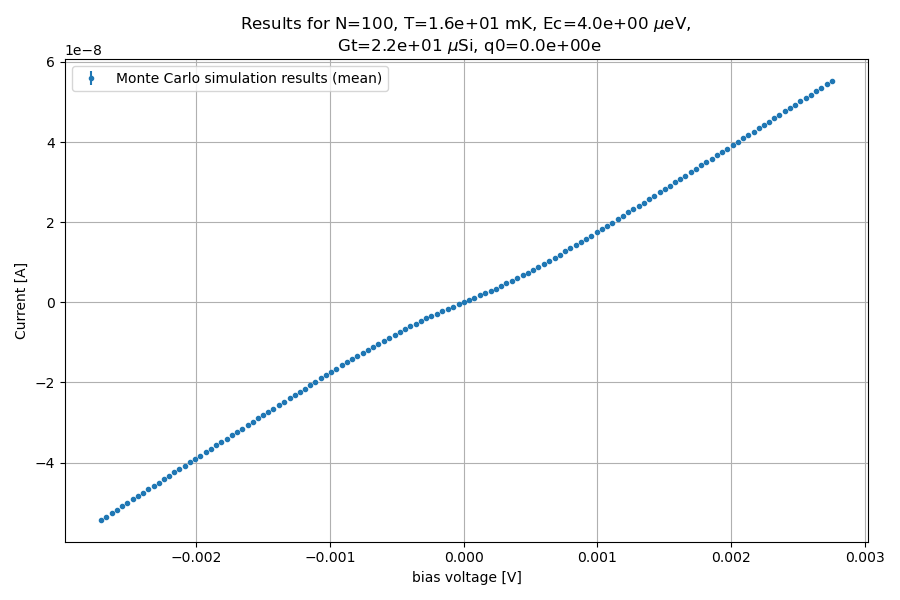 Results for N=100, T=1.6e+01 mK, Ec=4.0e+00 μeV,
Gt=2.2e+01 μSi, q0=0.0e+00e
1e−8
Monte Carlo simulation results (mean)
6
4
2
0
−2
−4
Current [A]
−0.002 −0.001 0.000 0.001 0.002 0.003
bias voltage [V]